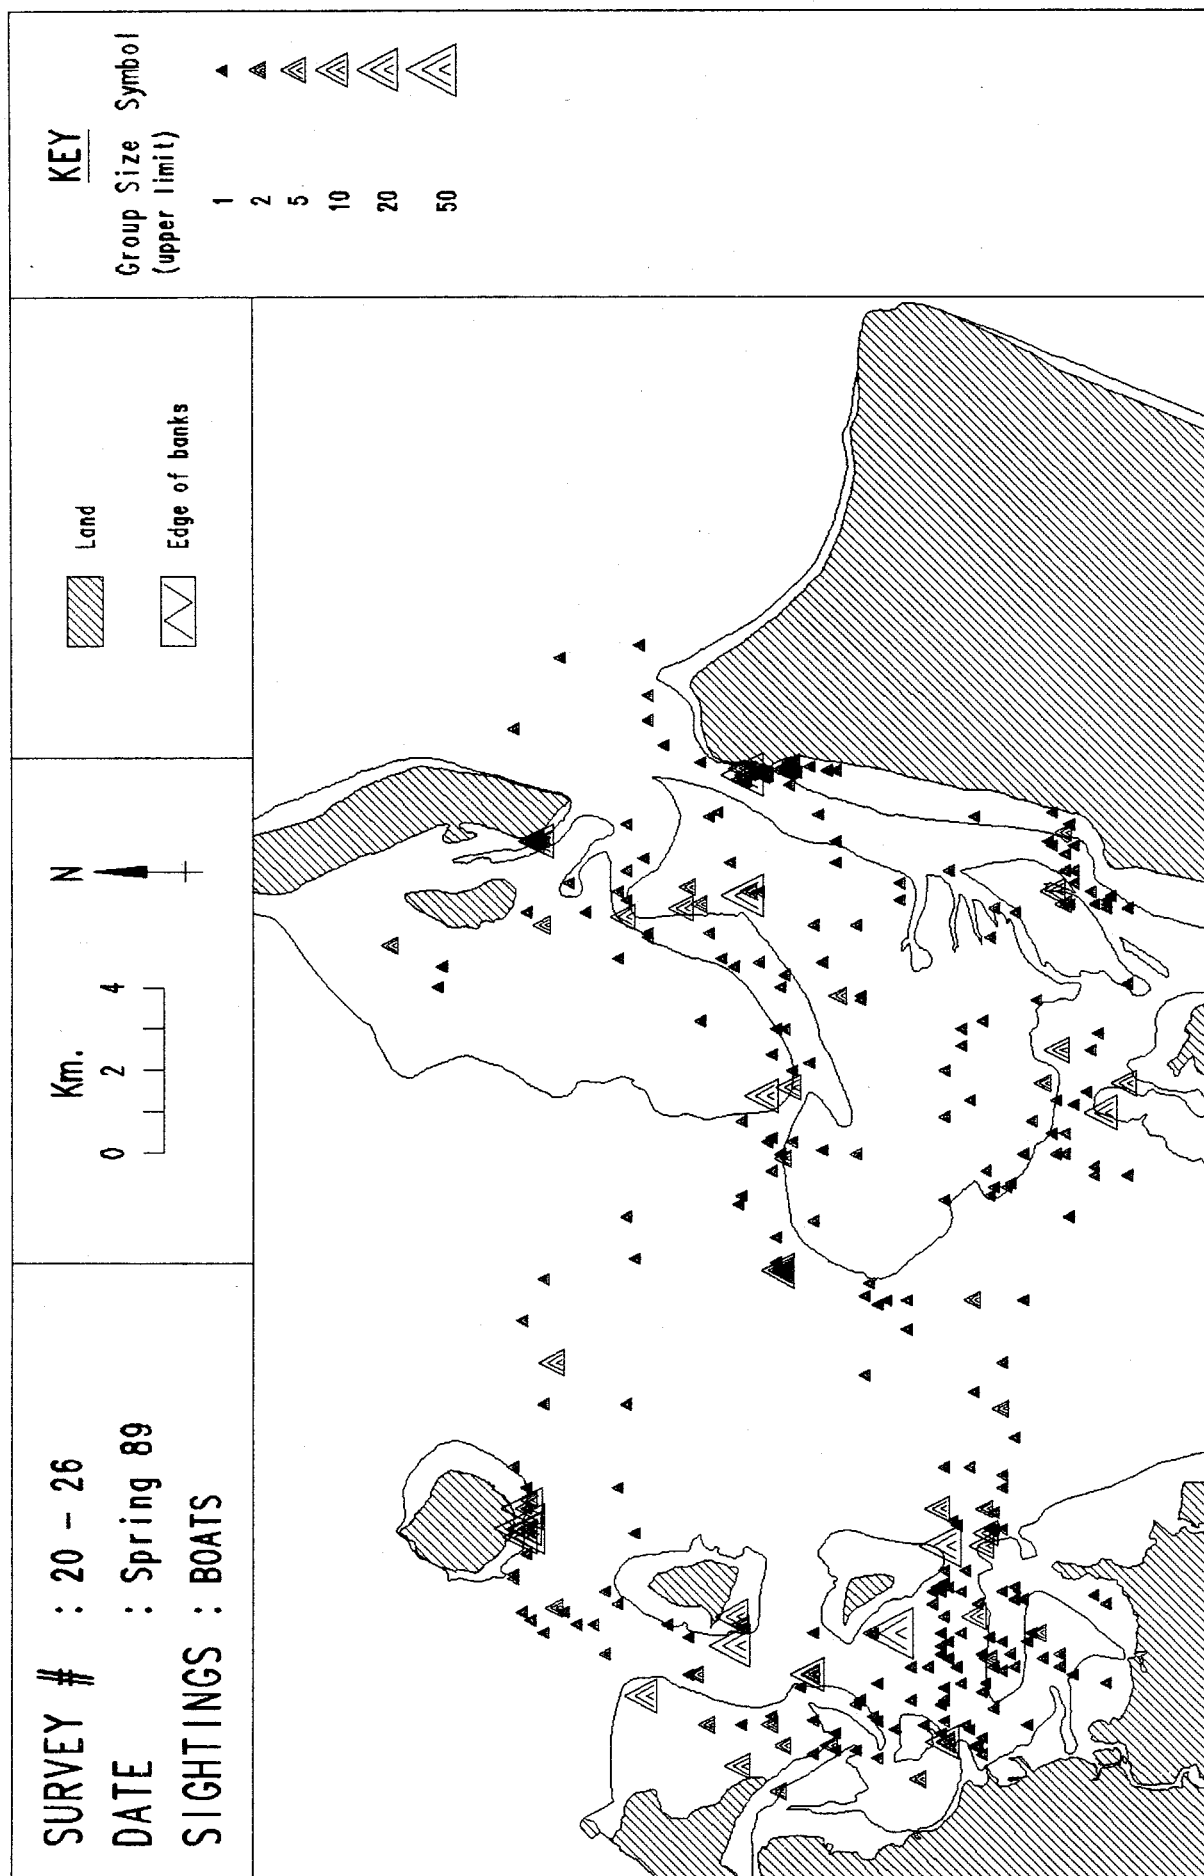 SURVEY # : 20 - 26
DATE : Spring 89
SIGHTINGS : BOATS
Km.
0 2 4
N
Land
Edge of banks
KEY
Group Size Symbol
(upper limit)
1
2
5
10
20
50